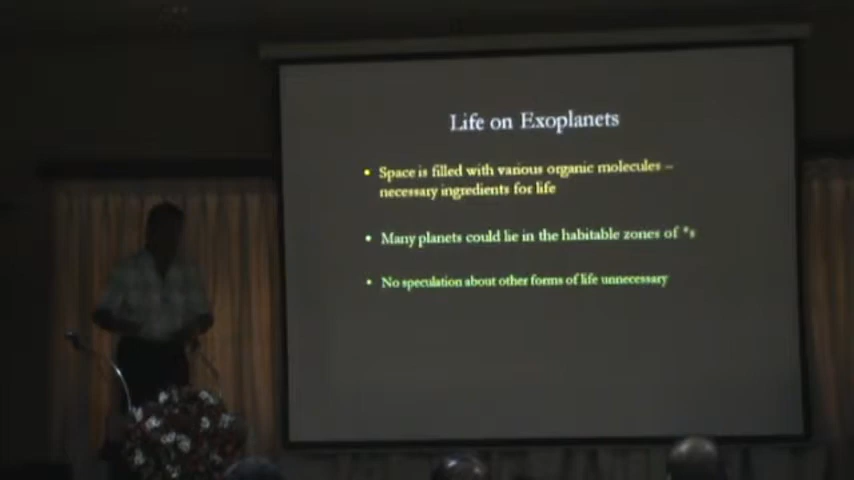 Life on Exoplanets
• Space is filled with various organic molecules –
necessary ingredients for life
• Many planets could lie in the habitable zones of *s
• No speculation about other forms of life unnecessary